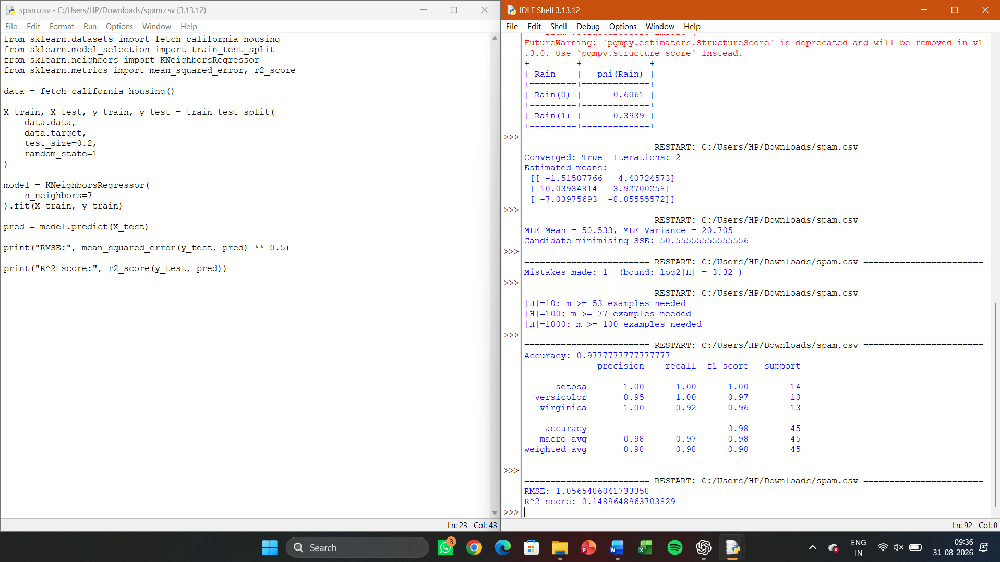 spam.csv - C:/Users/HP/Downloads/spam.csv (3.13.12)
File Edit Format Run Options Window Help
from sklearn.datasets import fetch_california_housing
from sklearn.model_selection import train_test_split
from sklearn.neighbors import KNeighborsRegressor
from sklearn.metrics import mean_squared_error, r2_score
data = fetch_california_housing()
X_train, X_test, y_train, y_test = train_test_split(
    data.data,
    data.target,
    test_size=0.2,
    random_state=1
)
model = KNeighborsRegressor(
    n_neighbors=7
).fit(X_train, y_train)
pred = model.predict(X_test)
print("RMSE:", mean_squared_error(y_test, pred) ** 0.5)
print("R^2 score:", r2_score(y_test, pred))
Ln: 23 Col: 43
IDLE Shell 3.13.12
File Edit Shell Debug Options Window Help
FutureWarning: `pgmpy.estimators.StructureScore` is deprecated and will be removed in v1
.3.0. Use `pgmpy.structure_score` instead.
+---------+-------------+
| Rain    |   phi(Rain) |
+=========+=============+
| Rain(0) |      0.6061 |
+---------+-------------+
| Rain(1) |      0.3939 |
+---------+-------------+
>>>
======================== RESTART: C:/Users/HP/Downloads/spam.csv =======================
Converged: True  Iterations: 2
Estimated means:
 [[ -1.51507766   4.40724573]
 [-10.03934814  -3.92700258]
 [ -7.03975693  -8.05555572]]
>>>
======================== RESTART: C:/Users/HP/Downloads/spam.csv =======================
MLE Mean = 50.533, MLE Variance = 20.705
Candidate minimising SSE: 50.55555555555556
>>>
======================== RESTART: C:/Users/HP/Downloads/spam.csv =======================
Mistakes made: 1  (bound: log2|H| = 3.32 )
>>>
======================== RESTART: C:/Users/HP/Downloads/spam.csv =======================
|H|=10: m >= 53 examples needed
|H|=100: m >= 77 examples needed
|H|=1000: m >= 100 examples needed
>>>
======================== RESTART: C:/Users/HP/Downloads/spam.csv =======================
Accuracy: 0.9777777777777777
              precision    recall  f1-score   support
      setosa       1.00      1.00      1.00        14
  versicolor       0.95      1.00      0.97        18
   virginica       1.00      0.92      0.96        13
    accuracy                           0.98        45
   macro avg       0.98      0.97      0.98        45
weighted avg       0.98      0.98      0.98        45
>>>
======================== RESTART: C:/Users/HP/Downloads/spam.csv =======================
RMSE: 1.0565486041733358
R^2 score: 0.1489648963703829
>>>
Ln: 92 Col: 0
Search
3
ENG
IN
09:36
31-08-2026